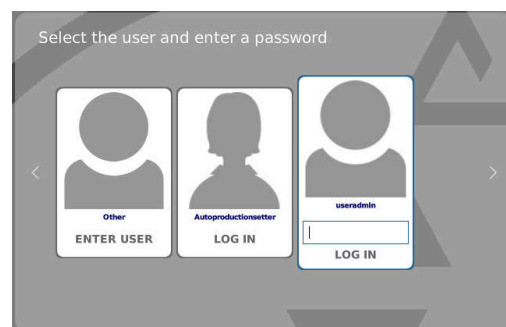 Select the user and enter a password
Other
ENTER USER
Autoproductionsetter
LOG IN
useradmin
LOG IN